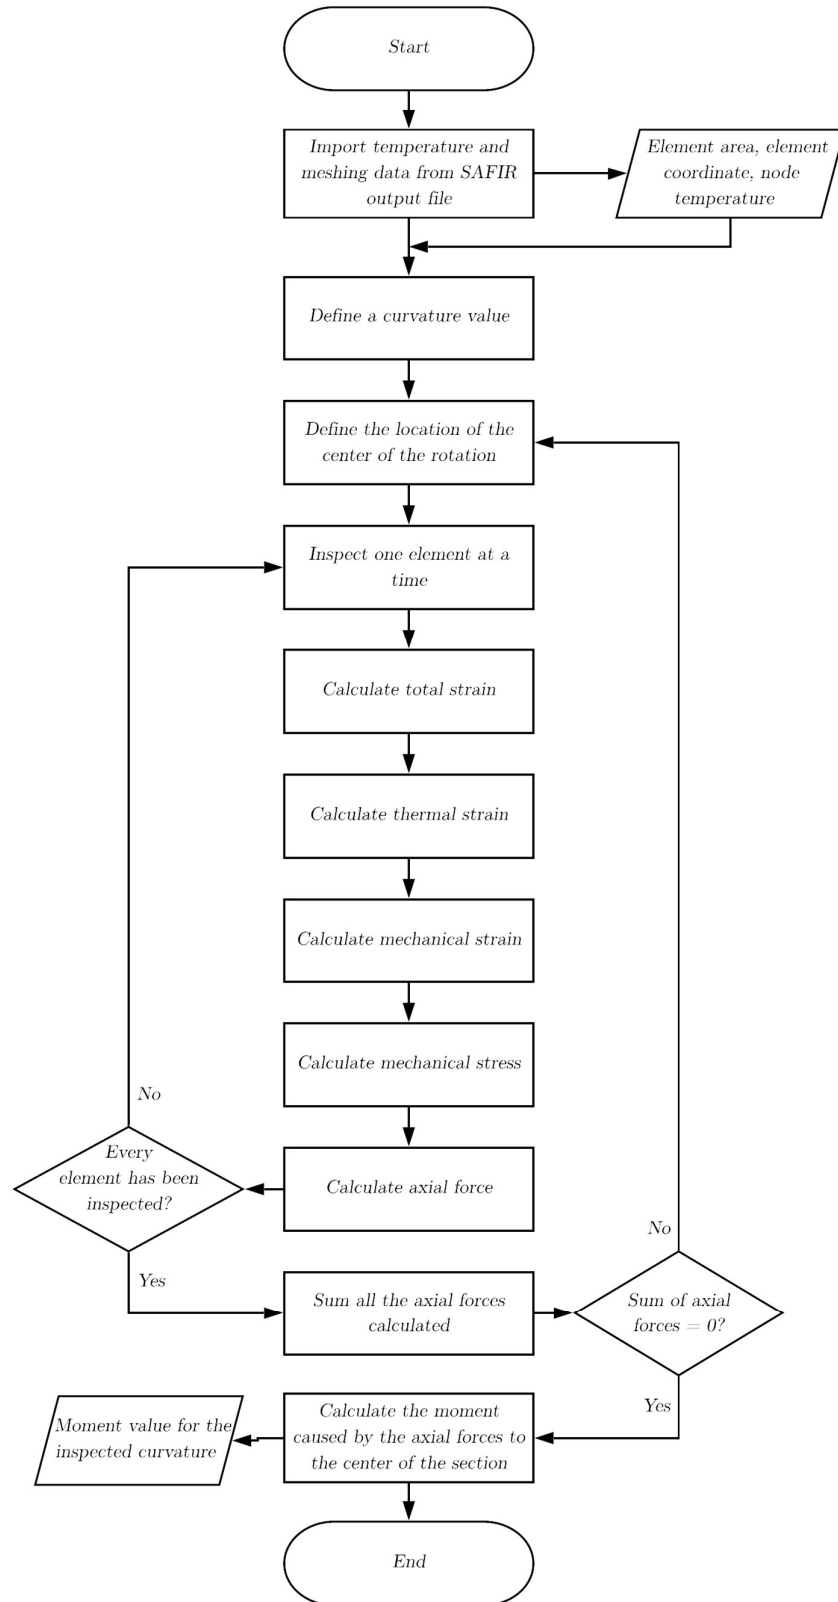 Start
Import temperature and
meshing data from SAFIR
output file
Element area, element
coordinate, node
temperature
Define a curvature value
Define the location of the
center of the rotation
Inspect one element at a
time
Calculate total strain
Calculate thermal strain
Calculate mechanical strain
Calculate mechanical stress
No
Every
element has been
inspected?
Calculate axial force
No
Yes
Sum all the axial forces
calculated
Sum of axial
forces = 0?
Yes
Moment value for the
inspected curvature
Calculate the moment
caused by the axial forces to
the center of the section
End